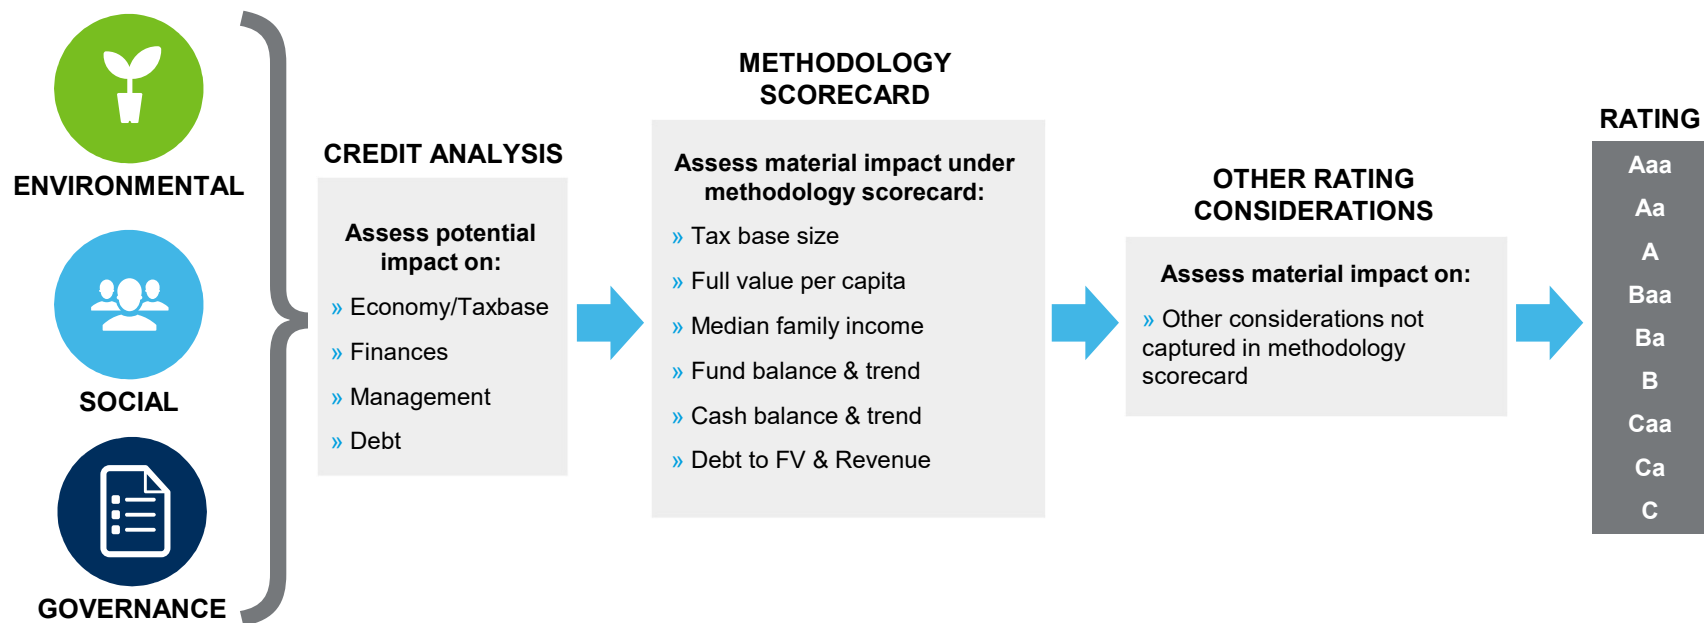 ENVIRONMENTAL
SOCIAL
GOVERNANCE
CREDIT ANALYSIS
Assess potential
impact on:
» Economy/Taxbase
» Finances
» Management
» Debt
METHODOLOGY
SCORECARD
Assess material impact under
methodology scorecard:
» Tax base size
» Full value per capita
» Median family income
» Fund balance & trend
» Cash balance & trend
» Debt to FV & Revenue
OTHER RATING
CONSIDERATIONS
Assess material impact on:
» Other considerations not
captured in methodology
scorecard
RATING
Aaa
Aa
A
Baa
Ba
B
Caa
Ca
C